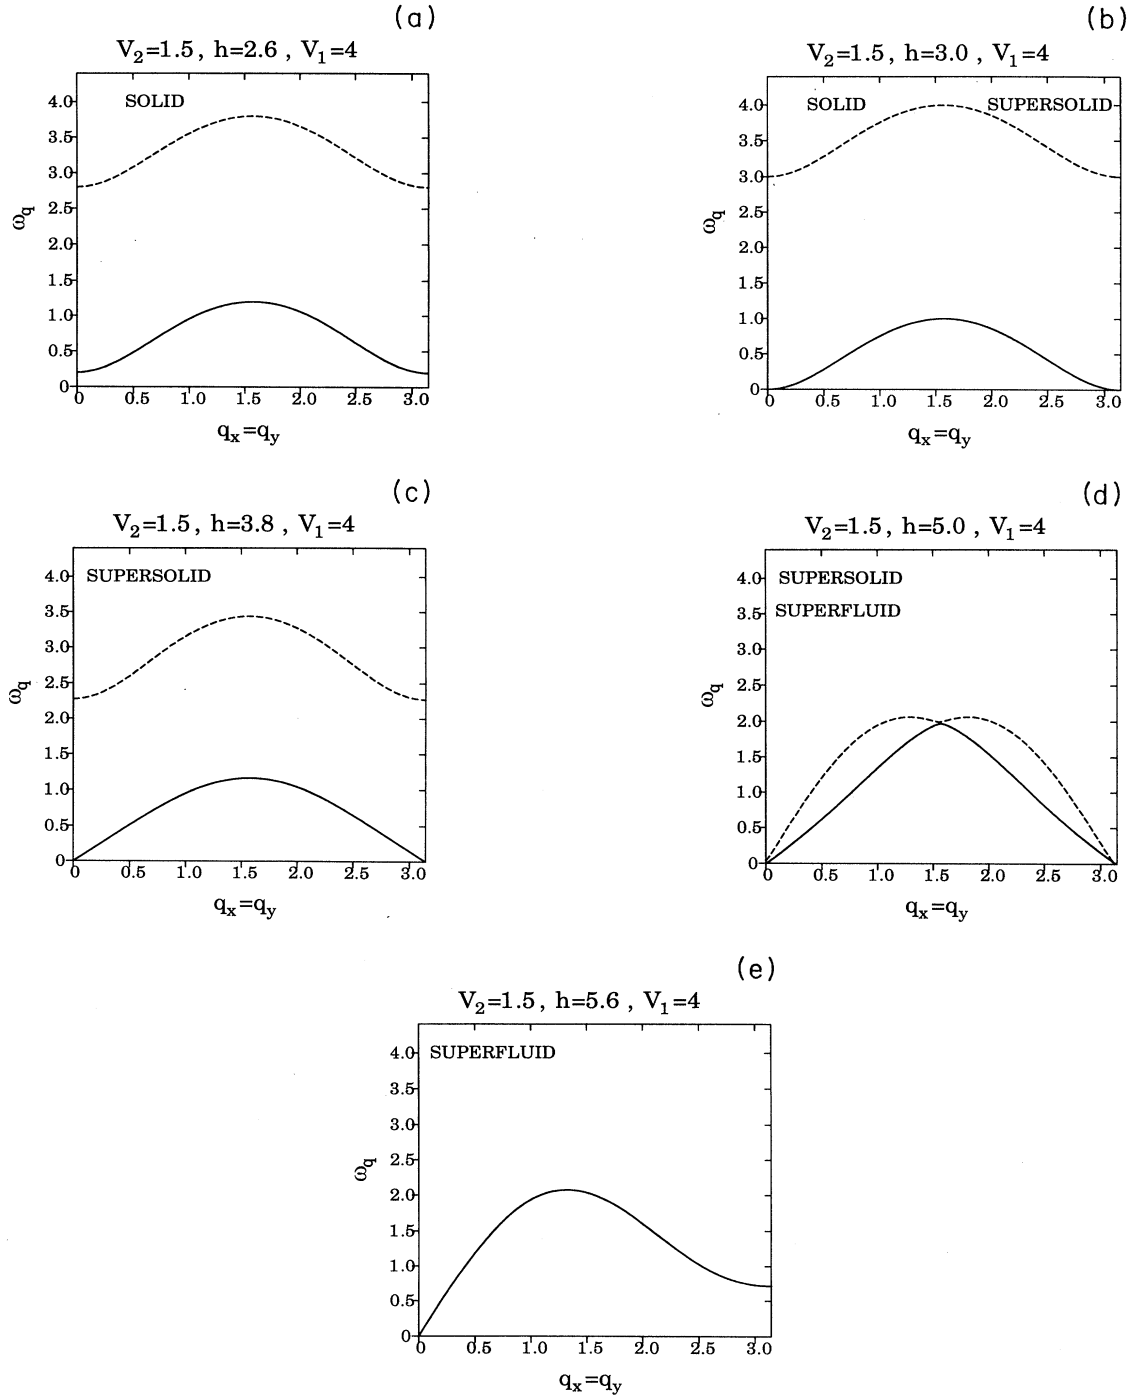 (a)
V₂=1.5, h=2.6 , V₁=4
SOLID
4.0
3.5
3.0
2.5
2.0
1.5
1.0
0.5
0
ω_q
0 0.5 1.0 1.5 2.0 2.5 3.0
qₓ=q_y
(b)
V₂=1.5, h=3.0 , V₁=4
SOLID SUPERSOLID
4.0
3.5
3.0
2.5
2.0
1.5
1.0
0.5
0
ω_q
0 0.5 1.0 1.5 2.0 2.5 3.0
qₓ=q_y
(c)
V₂=1.5, h=3.8 , V₁=4
SUPERSOLID
4.0
3.5
3.0
2.5
2.0
1.5
1.0
0.5
0
ω_q
0 0.5 1.0 1.5 2.0 2.5 3.0
qₓ=q_y
(d)
V₂=1.5, h=5.0 , V₁=4
SUPERSOLID
SUPERFLUID
4.0
3.5
3.0
2.5
2.0
1.5
1.0
0.5
0
ω_q
0 0.5 1.0 1.5 2.0 2.5 3.0
qₓ=q_y
(e)
V₂=1.5, h=5.6 , V₁=4
SUPERFLUID
4.0
3.5
3.0
2.5
2.0
1.5
1.0
0.5
0
ω_q
0 0.5 1.0 1.5 2.0 2.5 3.0
qₓ=q_y